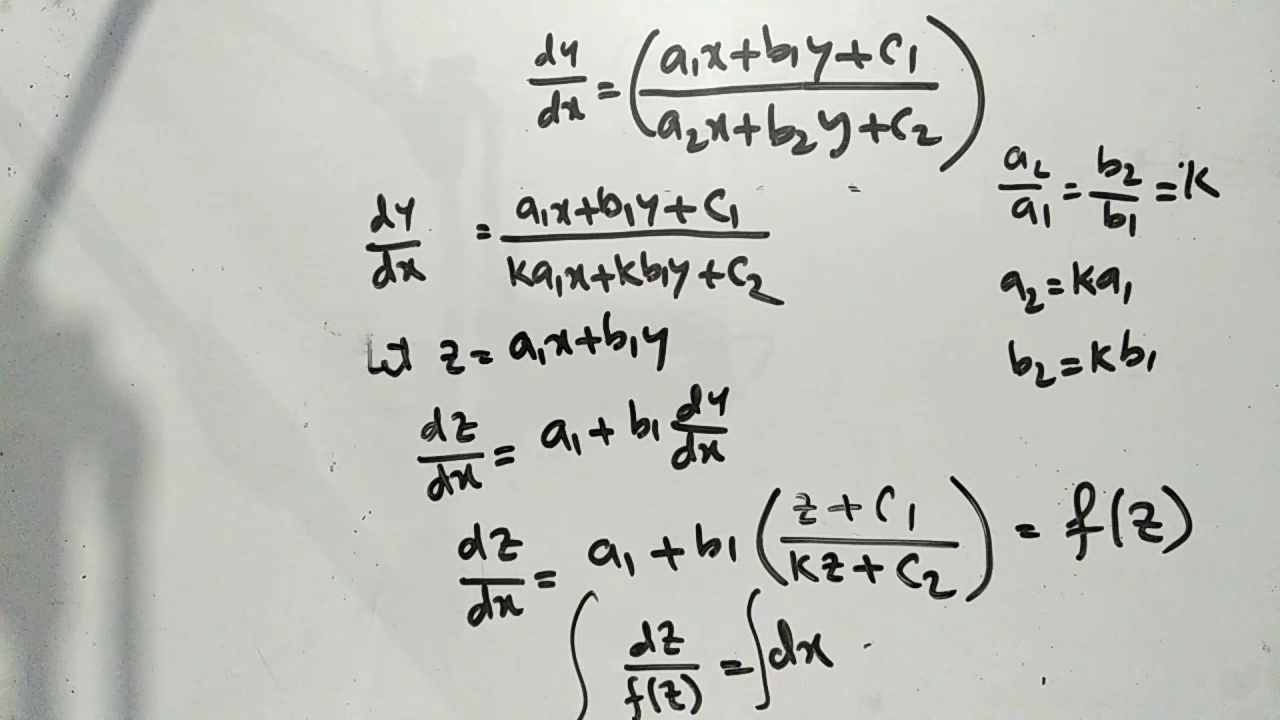 dy/dx = (a₁x+b₁y+c₁ / a₂x+b₂y+c₂)
a₂/a₁ = b₂/b₁ = k
dy/dx = a₁x+b₁y+c₁ / ka₁x+kb₁y+c₂
a₂ = ka₁
Let z = a₁x+b₁y
b₂ = kb₁
dz/dx = a₁ + b₁ dy/dx
dz/dx = a₁ + b₁ (z+c₁ / kz+c₂) = f(z)
∫ dz/f(z) = ∫dx